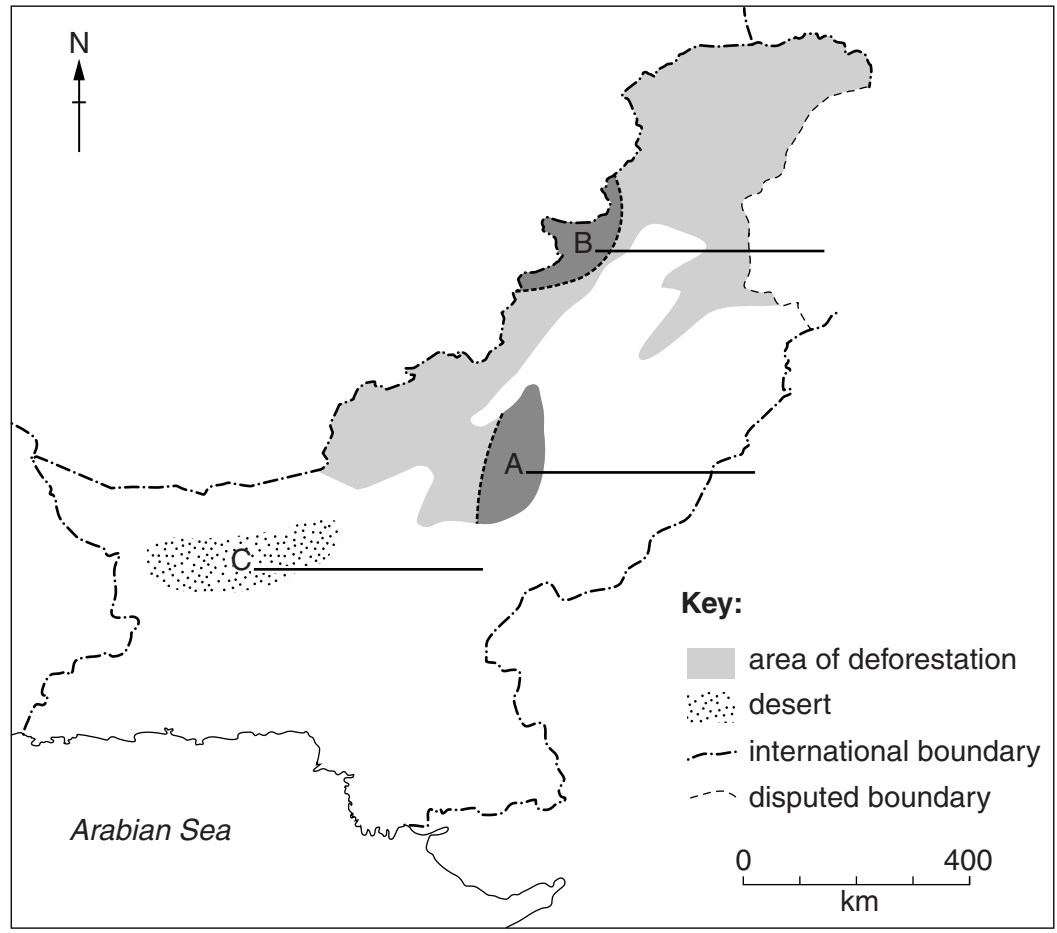 N
B
A
C
Key:
area of deforestation
desert
international boundary
disputed boundary
Arabian Sea
0 400
km